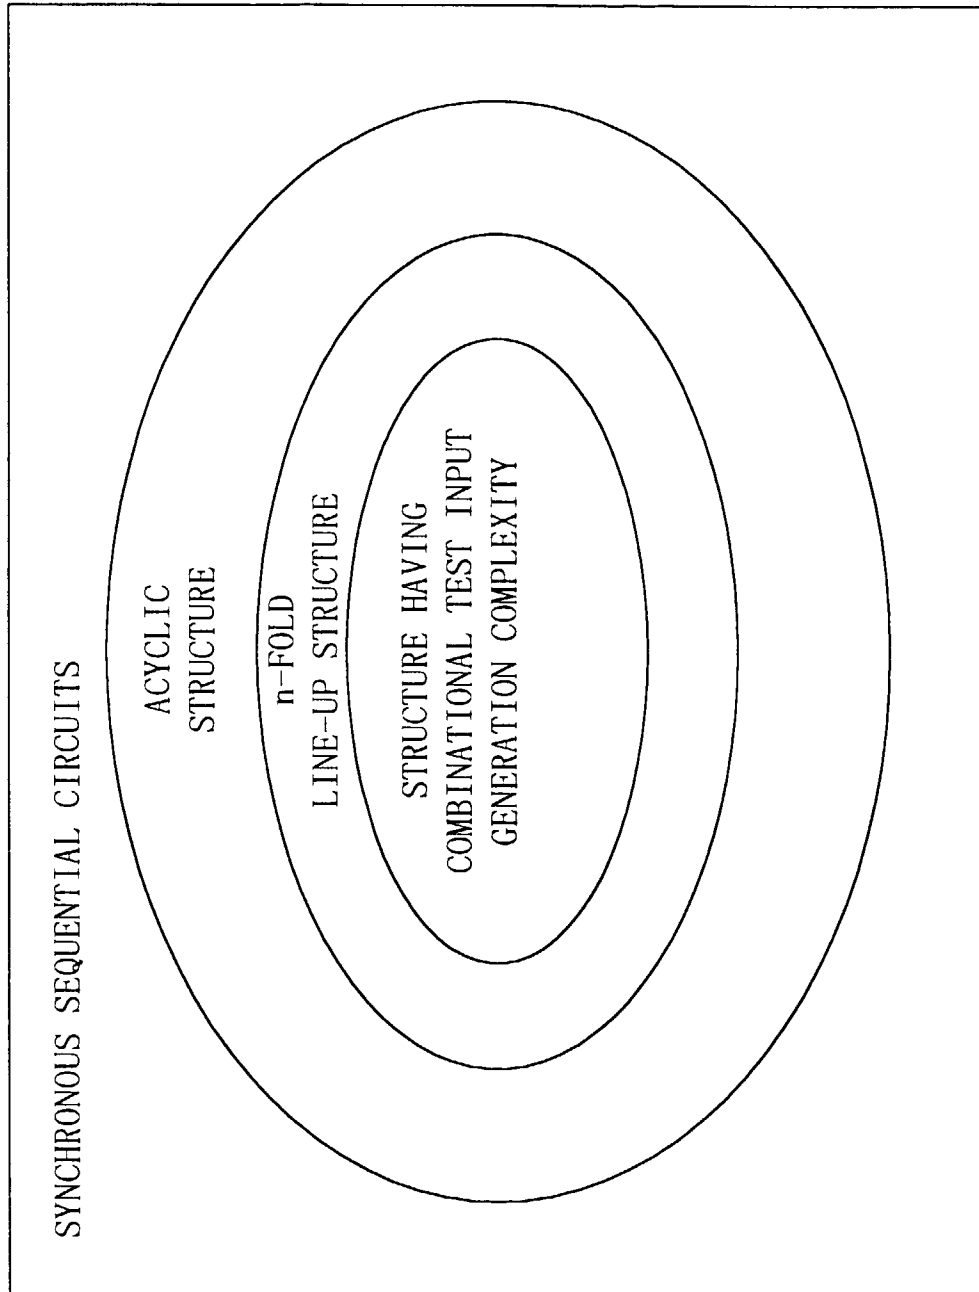 SYNCHRONOUS SEQUENTIAL CIRCUITS
ACYCLIC
STRUCTURE
n-FOLD
LINE-UP STRUCTURE
STRUCTURE HAVING
COMBINATIONAL TEST INPUT
GENERATION COMPLEXITY